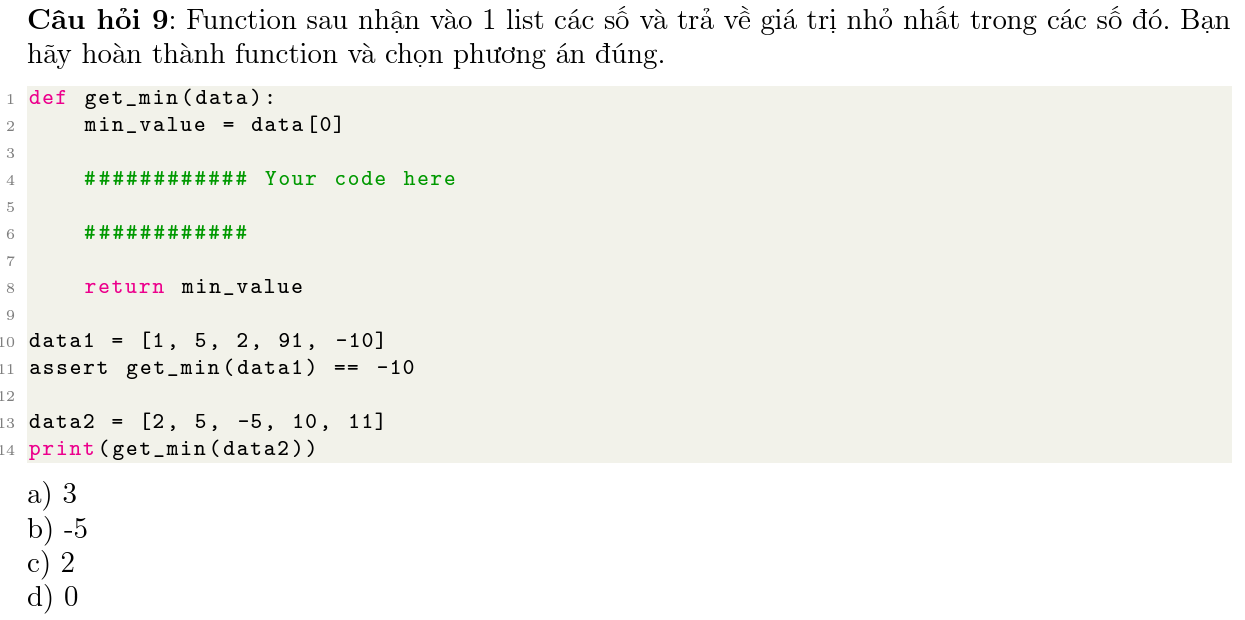 Câu hỏi 9: Function sau nhận vào 1 list các số và trả về giá trị nhỏ nhất trong các số đó. Bạn
hãy hoàn thành function và chọn phương án đúng.
1 def get_min(data):
2     min_value = data[0]
3
4     ############ Your code here
5
6     ############
7
8     return min_value
9
10 data1 = [1, 5, 2, 91, -10]
11 assert get_min(data1) == -10
12
13 data2 = [2, 5, -5, 10, 11]
14 print(get_min(data2))
a) 3
b) -5
c) 2
d) 0